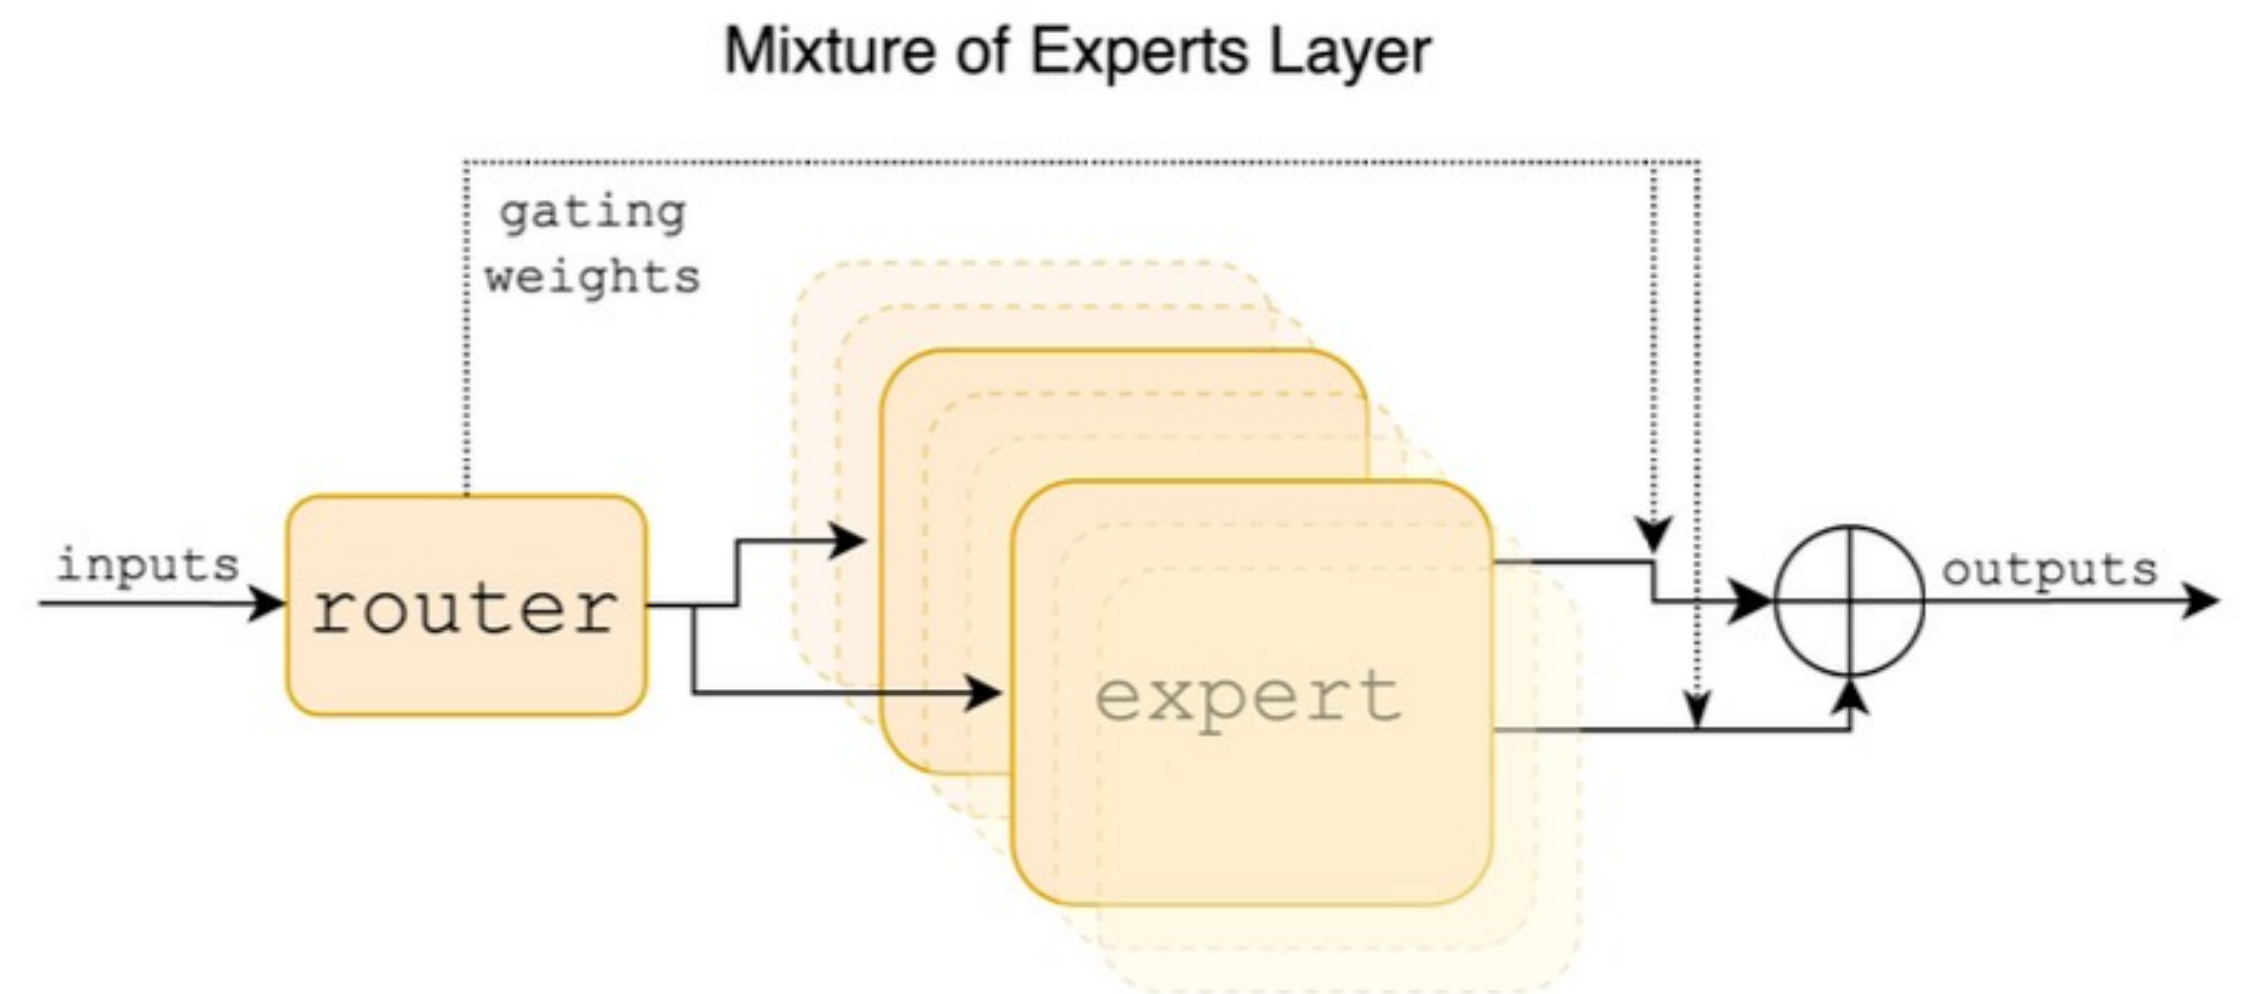 Mixture of Experts Layer
gating
weights
inputs
router
expert
outputs